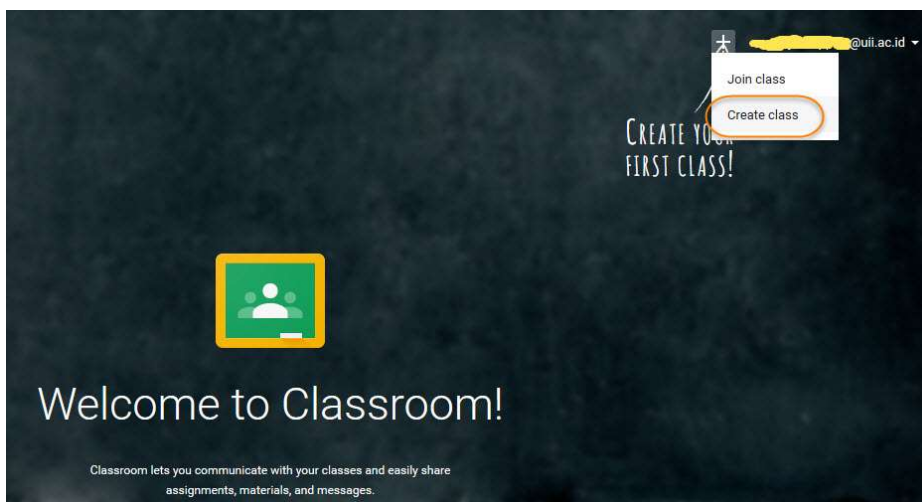 @uii.ac.id
Join class
Create class
CREATE YOUR
FIRST CLASS!
Welcome to Classroom!
Classroom lets you communicate with your classes and easily share
assignments, materials, and messages.